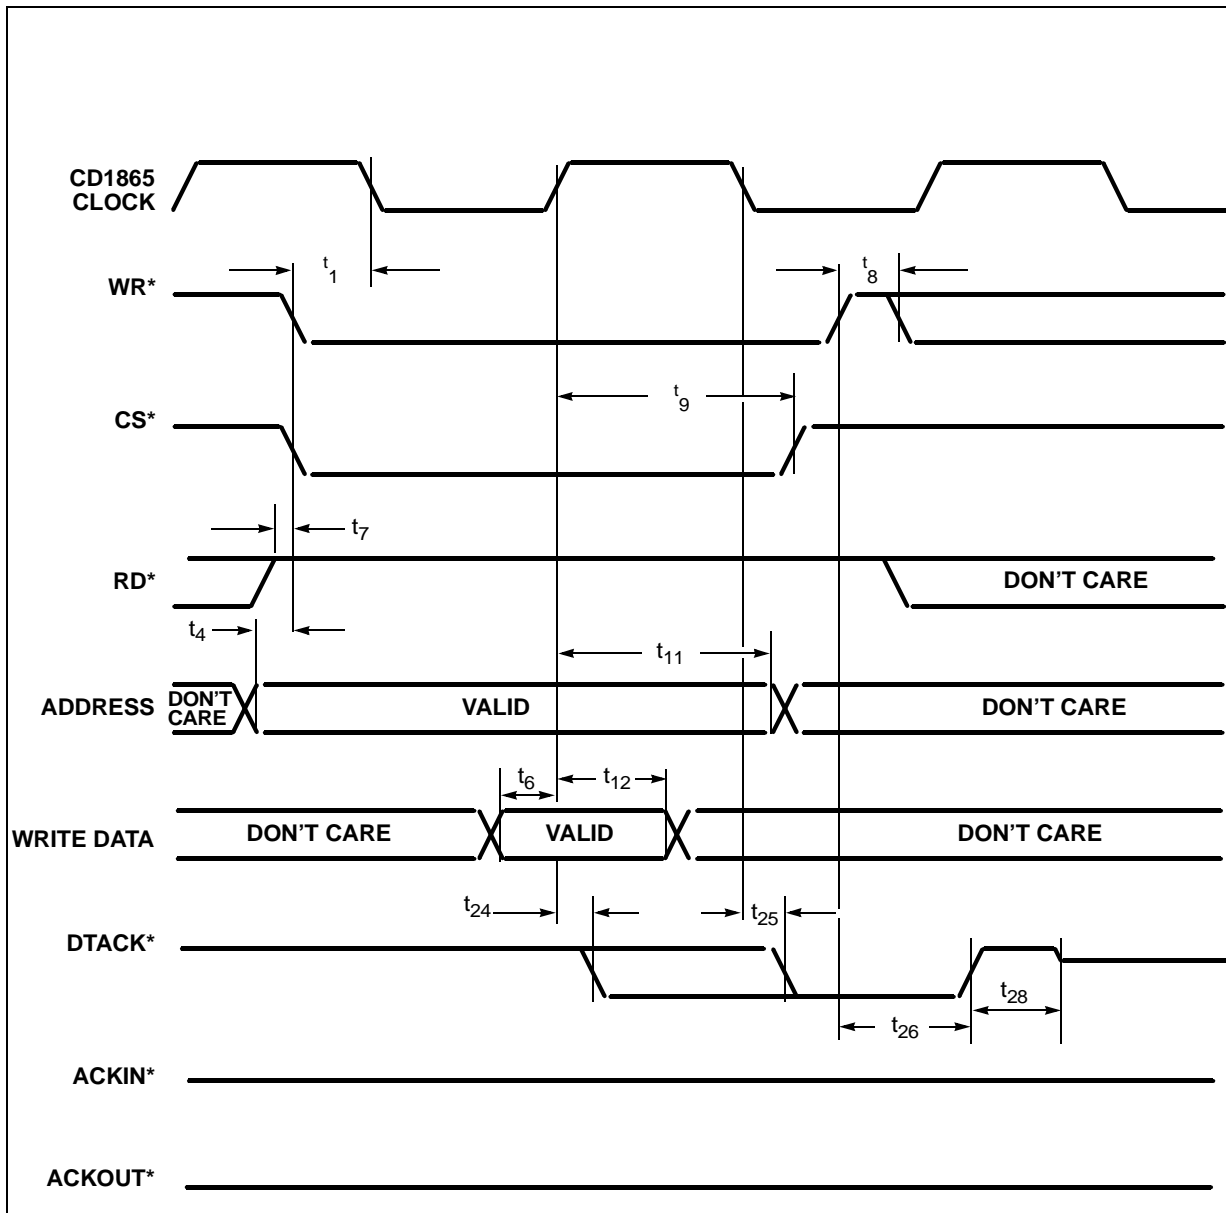 CD1865
CLOCK
t1
t8
WR*
t9
CS*
t7
RD*
DON'T CARE
t4
t11
ADDRESS
DON'T
CARE
VALID
DON'T CARE
t6
t12
WRITE DATA
DON'T CARE
VALID
DON'T CARE
t24
t25
DTACK*
t28
t26
ACKIN*
ACKOUT*